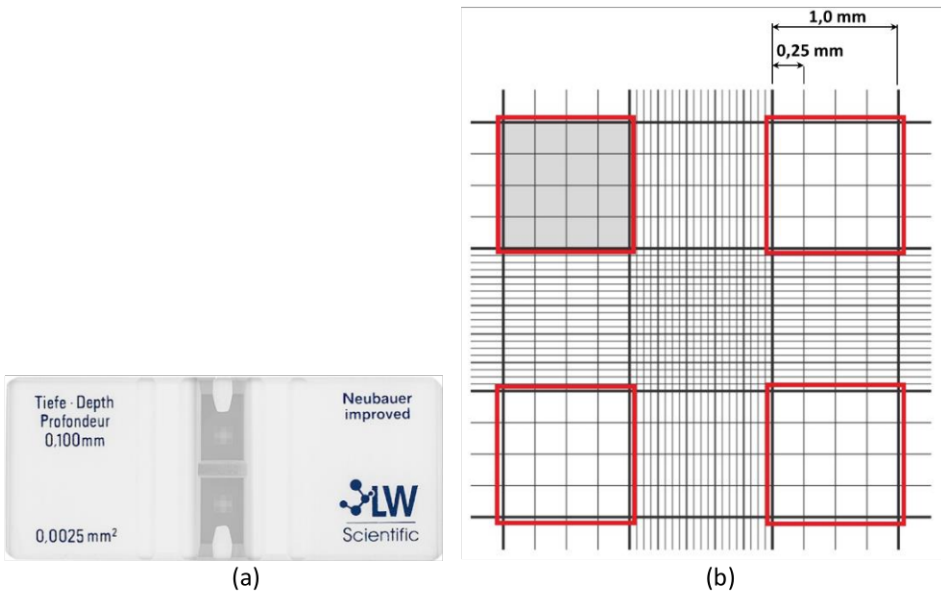 1,0 mm
0,25 mm
Tiefe · Depth
Profondeur
0,100mm
0,0025 mm²
Neubauer
improved
LW
Scientific
(a)
(b)